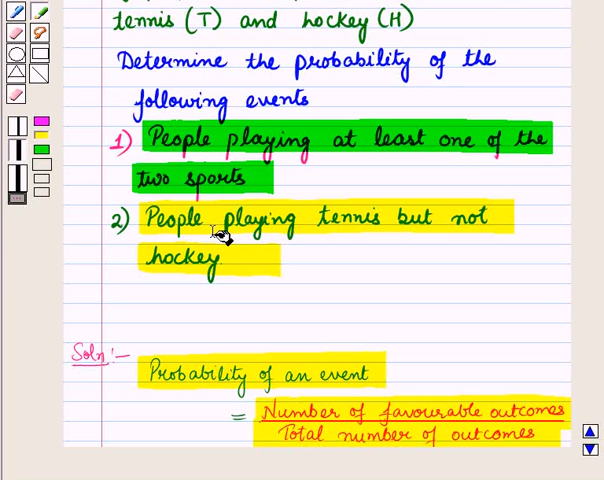 tennis (T) and hockey (H)
Determine the probability of the
following events
1) People playing at least one of the
two sports
2) People playing tennis but not
hockey.
Soln:-
Probability of an event
= Number of favourable outcomes
Total number of outcomes